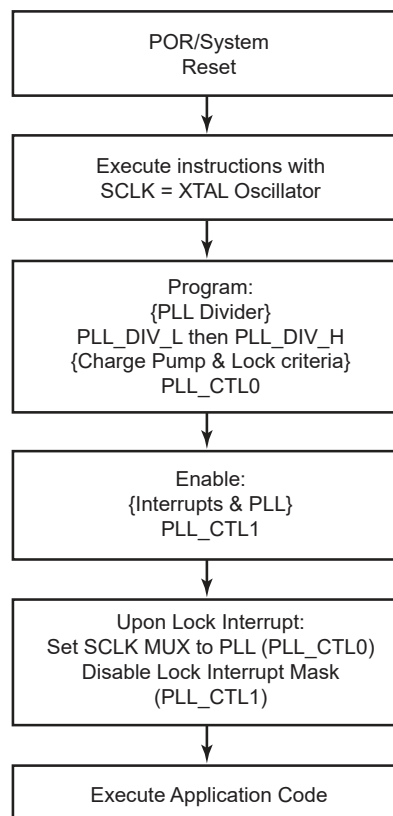 POR/System
Reset
Execute instructions with
SCLK = XTAL Oscillator
Program:
{PLL Divider}
PLL_DIV_L then PLL_DIV_H
{Charge Pump & Lock criteria}
PLL_CTL0
Enable:
{Interrupts & PLL}
PLL_CTL1
Upon Lock Interrupt:
Set SCLK MUX to PLL (PLL_CTL0)
Disable Lock Interrupt Mask
(PLL_CTL1)
Execute Application Code